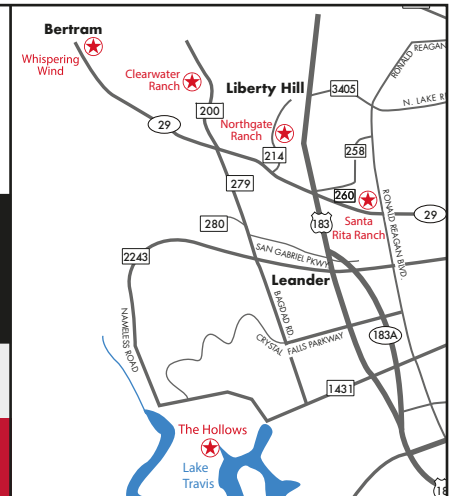 Bertram
Whispering
Wind
Clearwater
Ranch
Liberty Hill
RONALD REAGAN
3405
N. LAKE
200
29
Northgate
Ranch
214
258
279
260
RONALD REAGAN BLVD.
Santa
Rita Ranch
29
280
183
SAN GABRIEL PKWY.
2243
Leander
NAMELESS ROAD
BAGDAD RD.
CRYSTAL FALLS PARKWAY
183A
1431
The Hollows
Lake
Travis
18